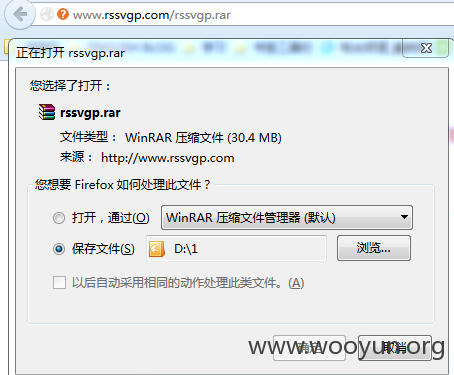 www.rssvgp.com/rssvgp.rar
正在打开 rssvgp.rar
您选择了打开：
rssvgp.rar
文件类型： WinRAR 压缩文件 (30.4 MB)
来源： http://www.rssvgp.com
您想要 Firefox 如何处理此文件？
打开，通过(O) WinRAR 压缩文件管理器 (默认)
保存文件(S) D:\1 浏览...
以后自动采用相同的动作处理此类文件。(A)
确定 取消
www.wooyun.org